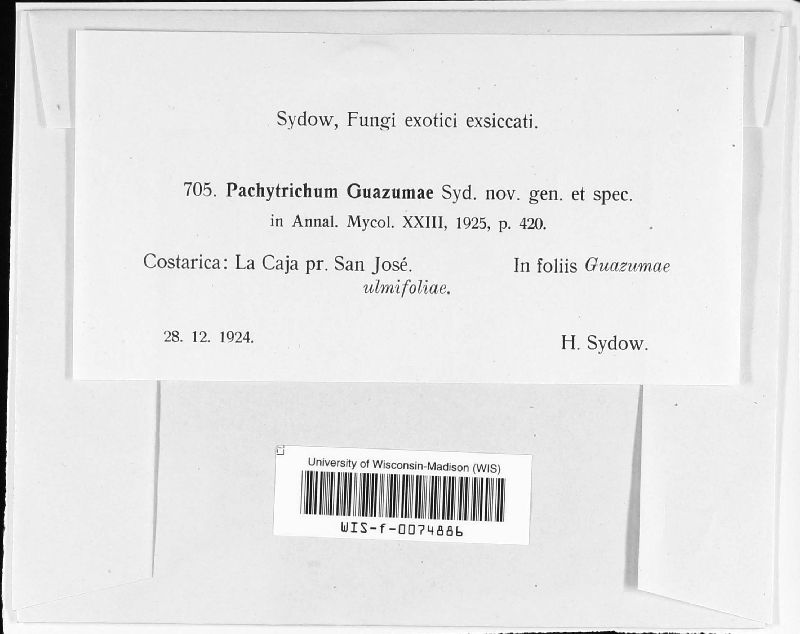 Sydow, Fungi exotici exsiccati.
705. Pachytrichum Guazumae Syd. nov. gen. et spec.
in Annal. Mycol. XXIII, 1925, p. 420.
Costarica: La Caja pr. San José. In foliis Guazumae
ulmifoliae.
28. 12. 1924. H. Sydow.
University of Wisconsin-Madison (WIS)
WIS-f-0074886